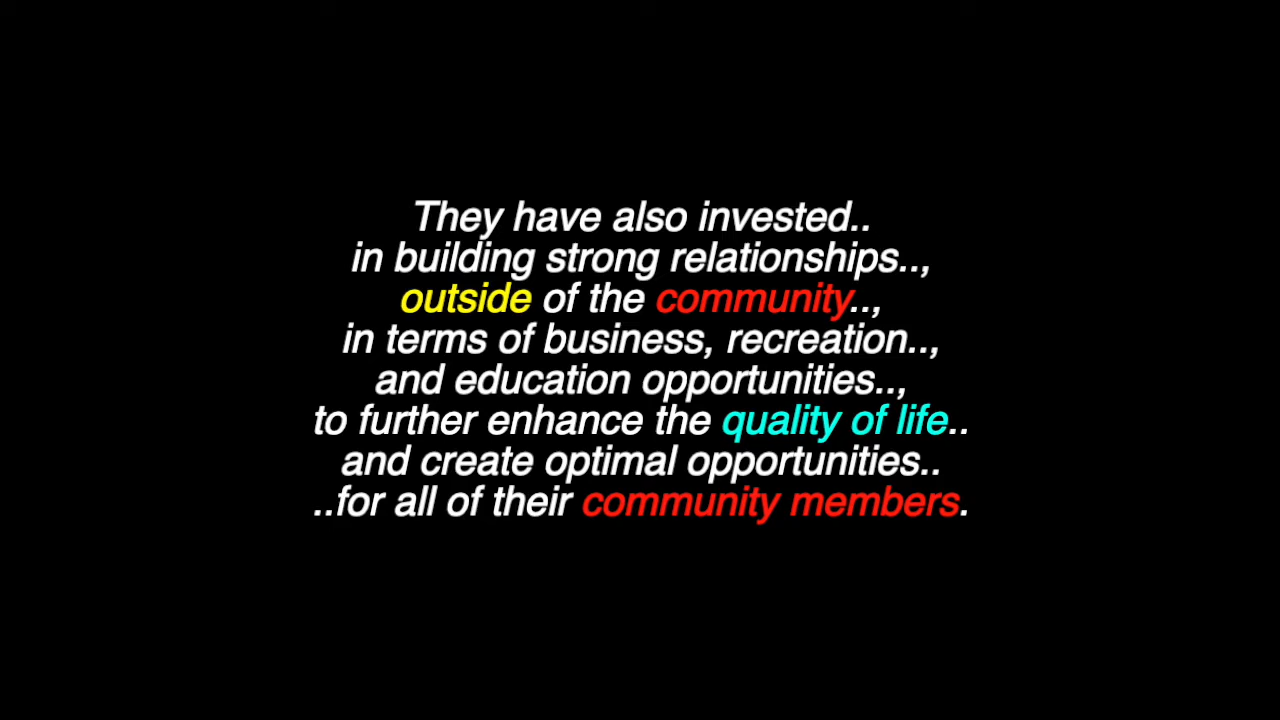 They have also invested..
in building strong relationships..,
outside of the community..,
in terms of business, recreation..,
and education opportunities..,
to further enhance the quality of life..
and create optimal opportunities..
..for all of their community members.